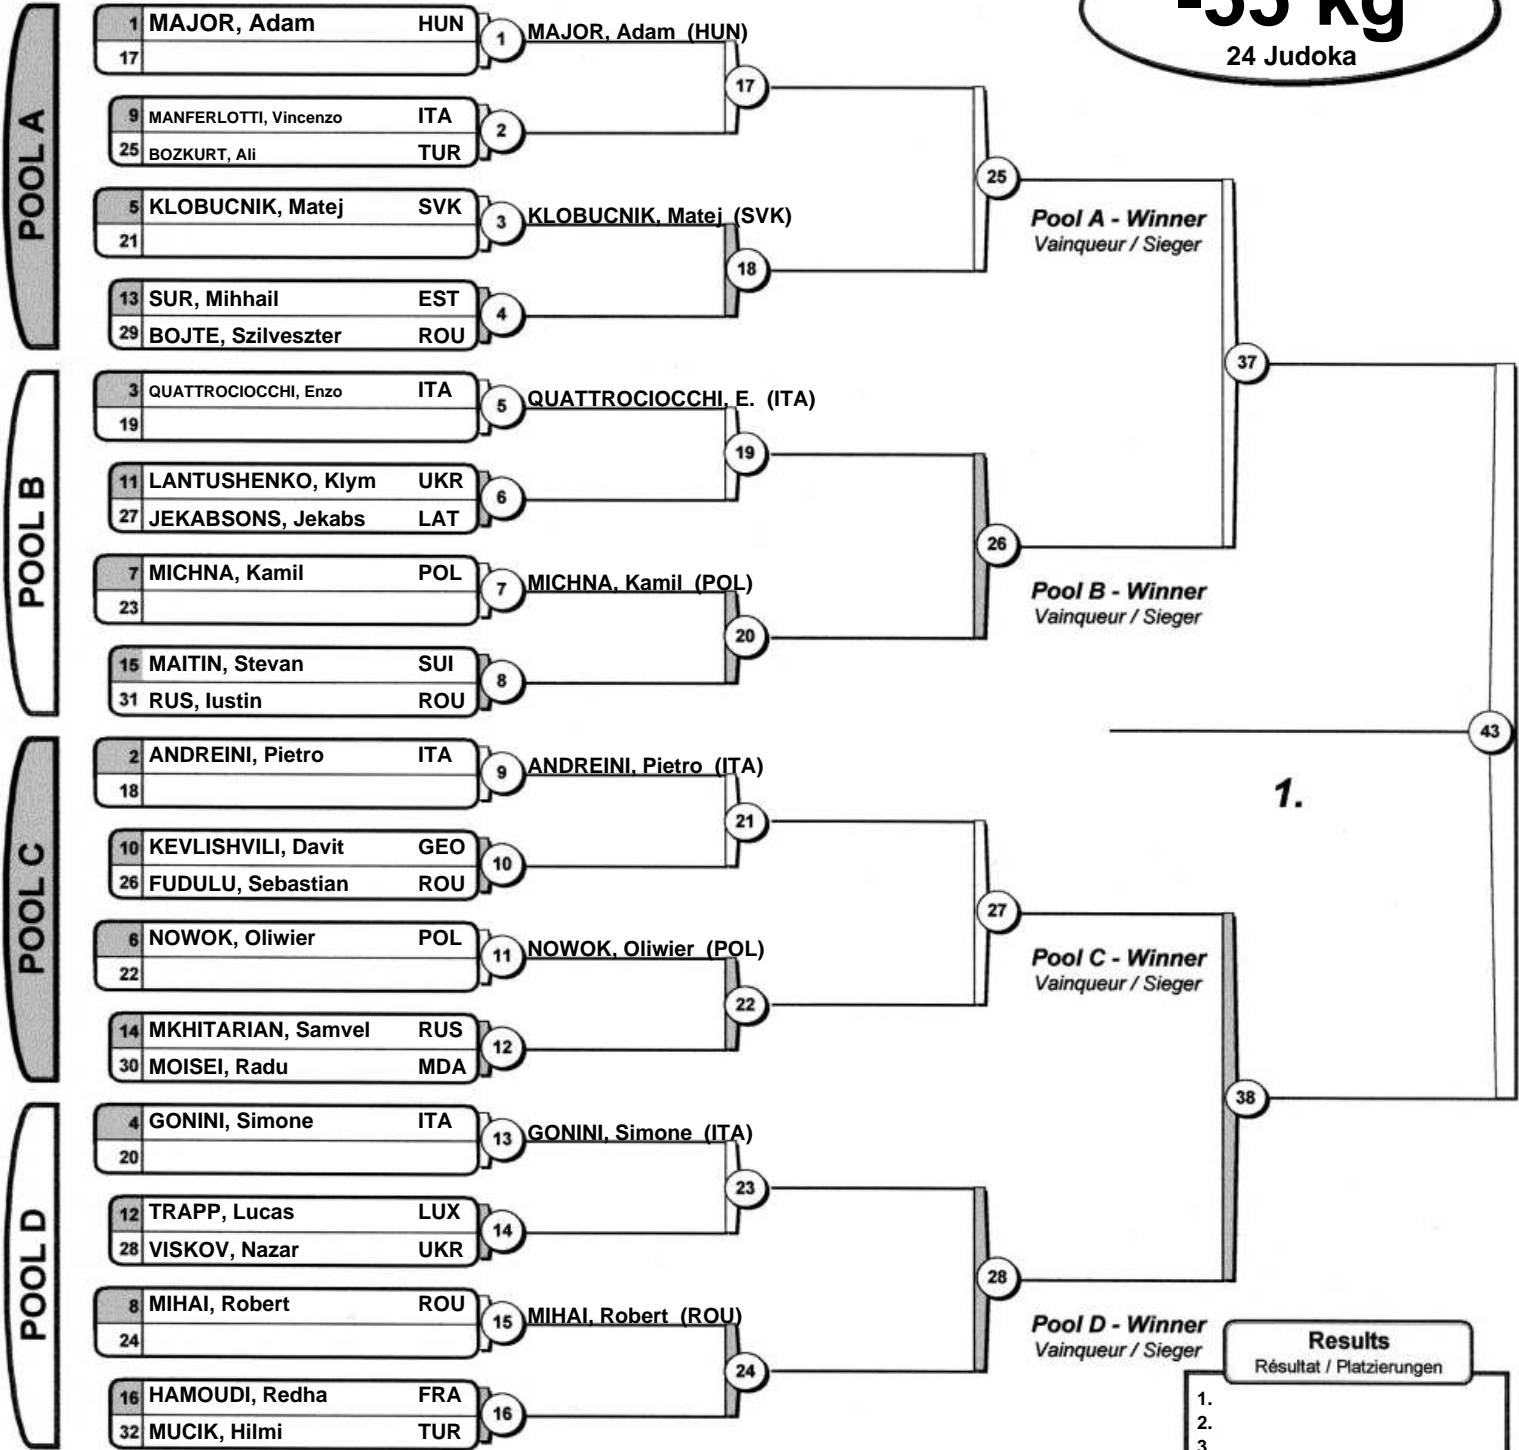 -55 kg
24 Judoka
POOL A
1 MAJOR, Adam HUN
17
1 MAJOR, Adam (HUN)
9 MANFERLOTTI, Vincenzo ITA
25 BOZKURT, Ali TUR
2
17
5 KLOBUCNIK, Matej SVK
21
3 KLOBUCNIK, Matej (SVK)
13 SUR, Mihhail EST
29 BOJTE, Szilveszter ROU
4
18
25
Pool A - Winner
Vainqueur / Sieger
POOL B
3 QUATTROCIOCCHI, Enzo ITA
19
5 QUATTROCIOCCHI, E. (ITA)
11 LANTUSHENKO, Klym UKR
27 JEKABSONS, Jekabs LAT
6
19
7 MICHNA, Kamil POL
23
7 MICHNA, Kamil (POL)
15 MAITIN, Stevan SUI
31 RUS, Iustin ROU
8
20
26
Pool B - Winner
Vainqueur / Sieger
37
POOL C
2 ANDREINI, Pietro ITA
18
9 ANDREINI, Pietro (ITA)
10 KEVLISHVILI, Davit GEO
26 FUDULU, Sebastian ROU
10
21
6 NOWOK, Oliwier POL
22
11 NOWOK, Oliwier (POL)
14 MKHITARIAN, Samvel RUS
30 MOISEI, Radu MDA
12
22
27
Pool C - Winner
Vainqueur / Sieger
43
1.
POOL D
4 GONINI, Simone ITA
20
13 GONINI, Simone (ITA)
12 TRAPP, Lucas LUX
28 VISKOV, Nazar UKR
14
23
8 MIHAI, Robert ROU
24
15 MIHAI, Robert (ROU)
16 HAMOUDI, Redha FRA
32 MUCIK, Hilmi TUR
16
24
28
Pool D - Winner
Vainqueur / Sieger
38
Results
Résultat / Platzierungen
1.
2.
3